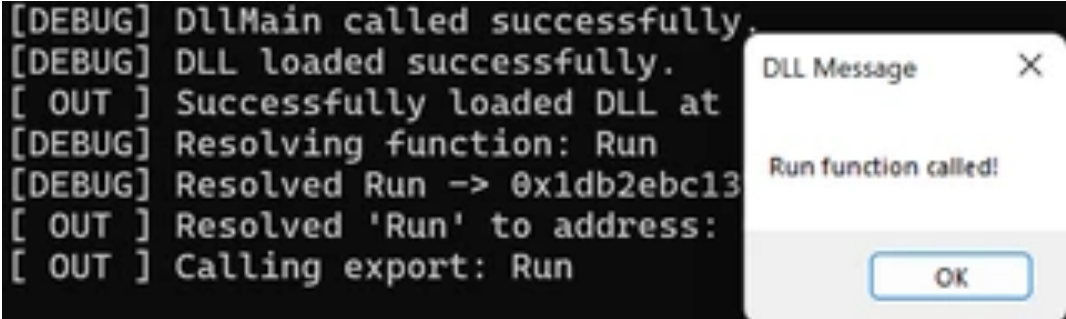 [DEBUG] DllMain called successfully.
[DEBUG] DLL loaded successfully.
[ OUT ] Successfully loaded DLL at
[DEBUG] Resolving function: Run
[DEBUG] Resolved Run -> 0x1db2ebc13
[ OUT ] Resolved 'Run' to address:
[ OUT ] Calling export: Run
DLL Message
Run function called!
OK